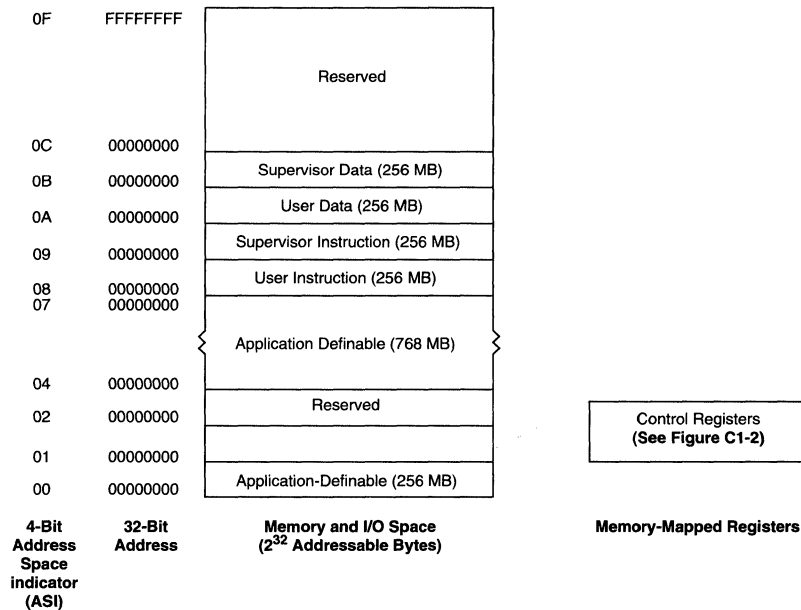 0F FFFFFFFF
Reserved
0C 00000000
Supervisor Data (256 MB)
0B 00000000
User Data (256 MB)
0A 00000000
Supervisor Instruction (256 MB)
09 00000000
User Instruction (256 MB)
08 00000000
07 00000000
Application Definable (768 MB)
04 00000000
Reserved
02 00000000
Control Registers
(See Figure C1-2)
01 00000000
Application-Definable (256 MB)
00 00000000
4-Bit
Address
Space
indicator
(ASI)
32-Bit
Address
Memory and I/O Space
(2^32 Addressable Bytes)
Memory-Mapped Registers